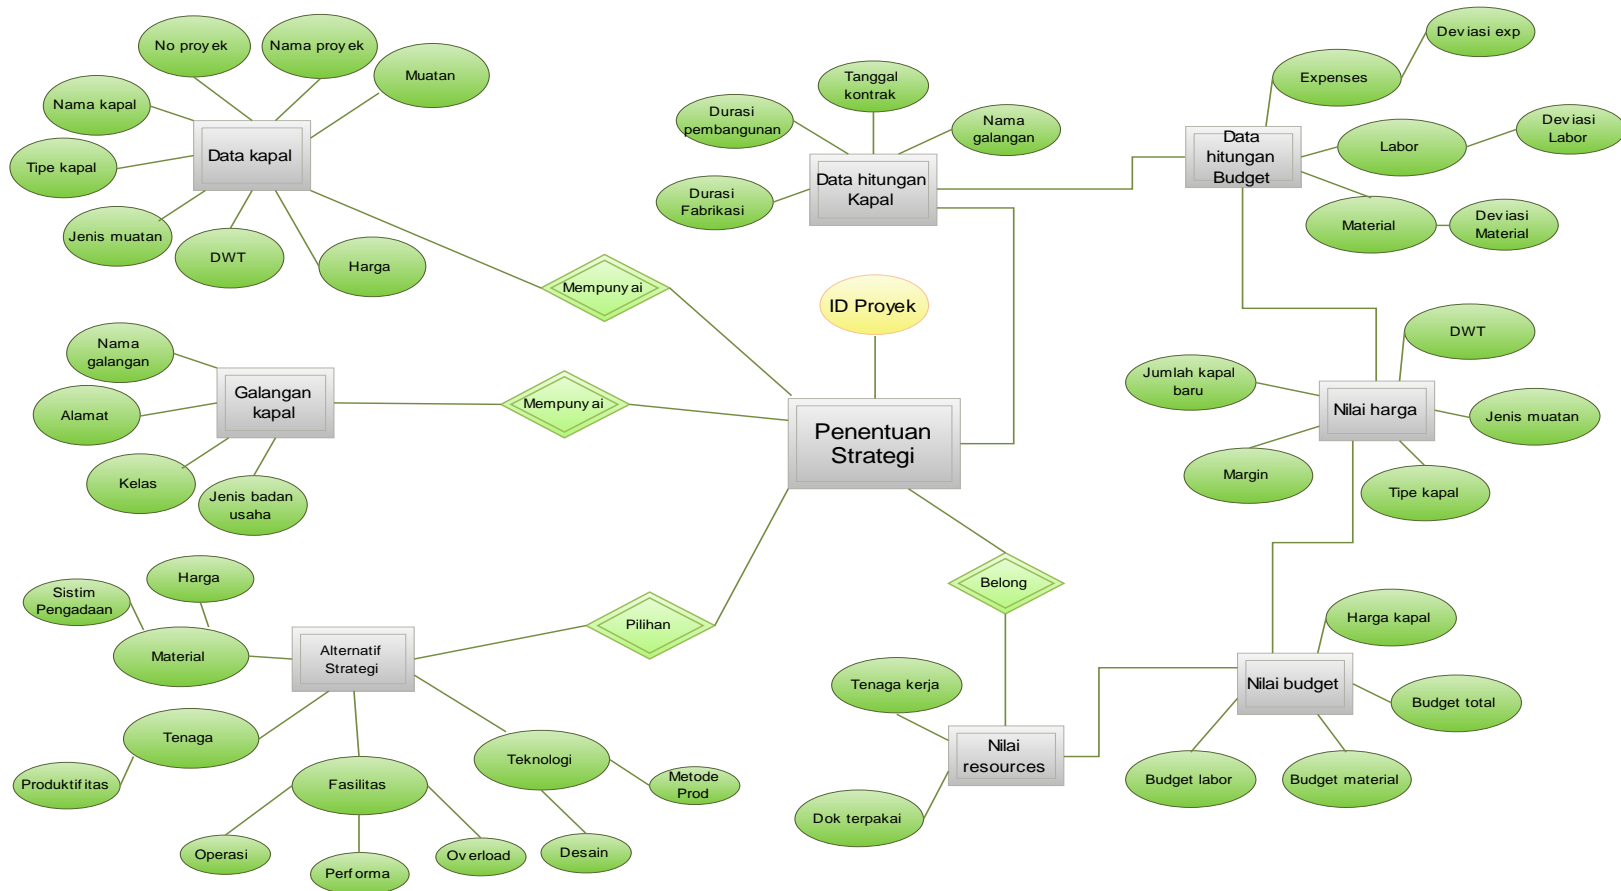 No proyek
Nama proyek
Muatan
Nama kapal
Data kapal
Tipe kapal
Jenis muatan
DWT
Harga
Mempunyai
Tanggal
kontrak
Durasi
pembangunan
Nama
galangan
Data hitungan
Kapal
Durasi
Fabrikasi
Deviasi exp
Expenses
Data
hitungan
Budget
Labor
Deviasi
Labor
Material
Deviasi
Material
ID Proyek
Nama
galangan
Galangan
kapal
Alamat
Kelas
Jenis badan
usaha
Mempunyai
Penentuan
Strategi
DWT
Jumlah kapal
baru
Nilai harga
Jenis muatan
Margin
Tipe kapal
Harga
Sistim
Pengadaan
Material
Alternatif
Strategi
Pilihan
Belong
Tenaga
Produktifitas
Fasilitas
Operasi
Performa
Overload
Teknologi
Metode
Prod
Desain
Tenaga kerja
Nilai
resources
Dok terpakai
Harga kapal
Nilai budget
Budget total
Budget labor
Budget material